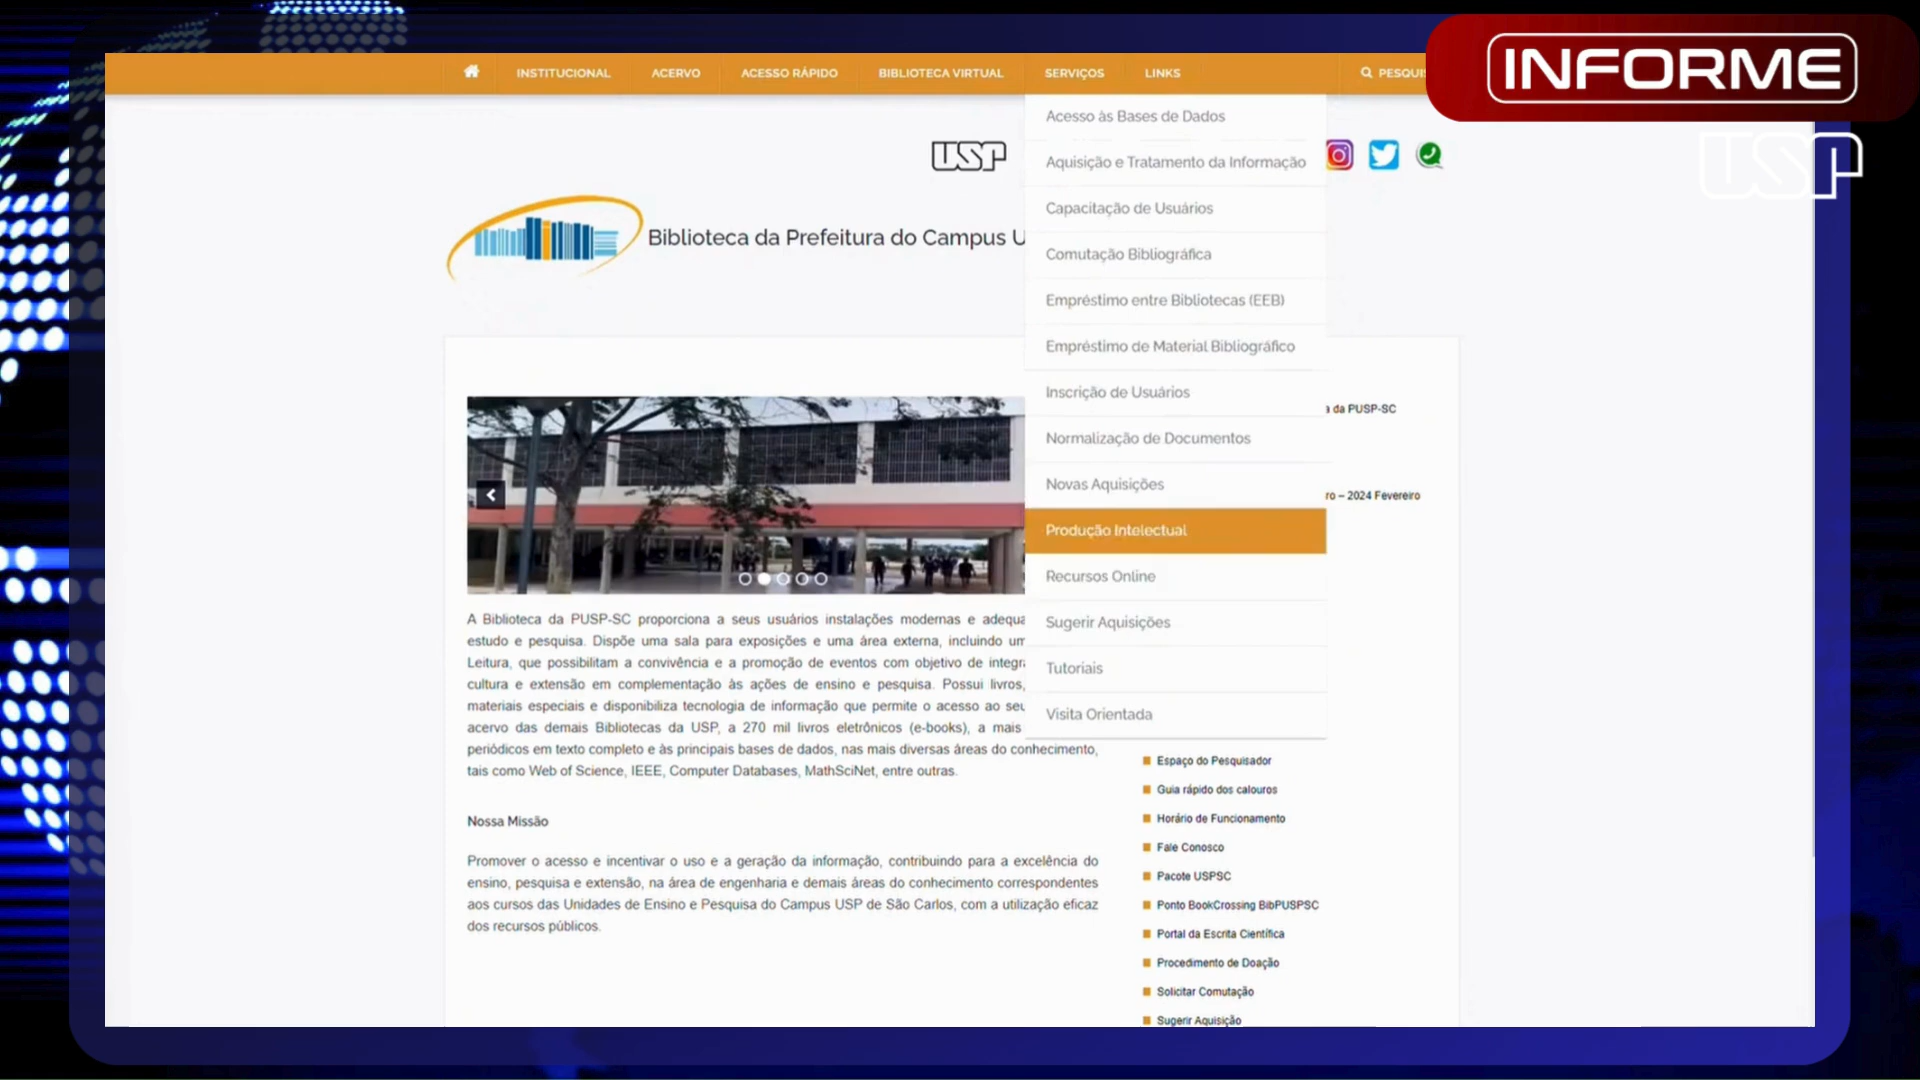 INFORME
USP
INSTITUCIONAL
ACERVO
ACESSO RÁPIDO
BIBLIOTECA VIRTUAL
SERVIÇOS
LINKS
PESQUIS
USP
Biblioteca da Prefeitura do Campus U
Acesso às Bases de Dados
Aquisição e Tratamento da Informação
Capacitação de Usuários
Comutação Bibliográfica
Empréstimo entre Bibliotecas (EEB)
Empréstimo de Material Bibliográfico
Inscrição de Usuários
Normalização de Documentos
Novas Aquisições
Produção Intelectual
Recursos Online
Sugerir Aquisições
Tutoriais
Visita Orientada
a da PUSP-SC
ro – 2024 Fevereiro
A Biblioteca da PUSP-SC proporciona a seus usuários instalações modernas e adequa
estudo e pesquisa. Dispõe uma sala para exposições e uma área externa, incluindo um
Leitura, que possibilitam a convivência e a promoção de eventos com objetivo de integra
cultura e extensão em complementação às ações de ensino e pesquisa. Possui livros,
materiais especiais e disponibiliza tecnologia de informação que permite o acesso ao seu
acervo das demais Bibliotecas da USP, a 270 mil livros eletrônicos (e-books), a mais
periódicos em texto completo e às principais bases de dados, nas mais diversas áreas do conhecimento,
tais como Web of Science, IEEE, Computer Databases, MathSciNet, entre outras.
Nossa Missão
Promover o acesso e incentivar o uso e a geração da informação, contribuindo para a excelência do
ensino, pesquisa e extensão, na área de engenharia e demais áreas do conhecimento correspondentes
aos cursos das Unidades de Ensino e Pesquisa do Campus USP de São Carlos, com a utilização eficaz
dos recursos públicos.
Espaço do Pesquisador
Guia rápido dos calouros
Horário de Funcionamento
Fale Conosco
Pacote USPSC
Ponto BookCrossing BibPUSPSC
Portal da Escrita Científica
Procedimento de Doação
Solicitar Comutação
Sugerir Aquisição